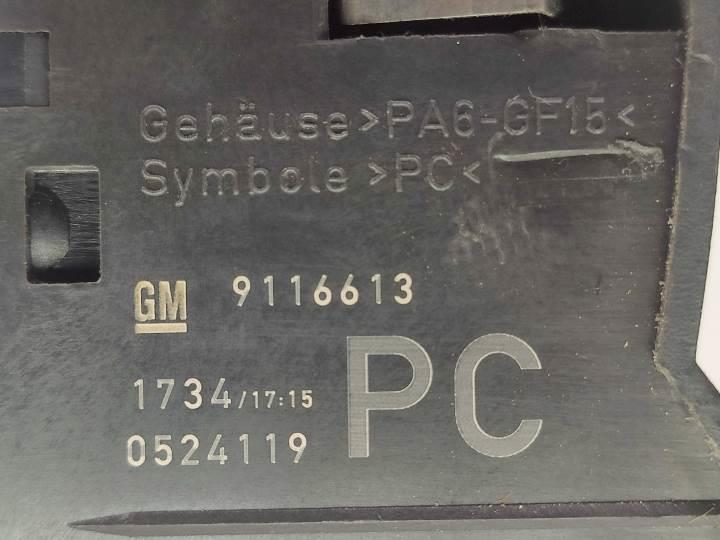 Gehäuse >PA6-GF15<
Symbole >PC<
GM 9116613
1734/17:15
0524119
PC